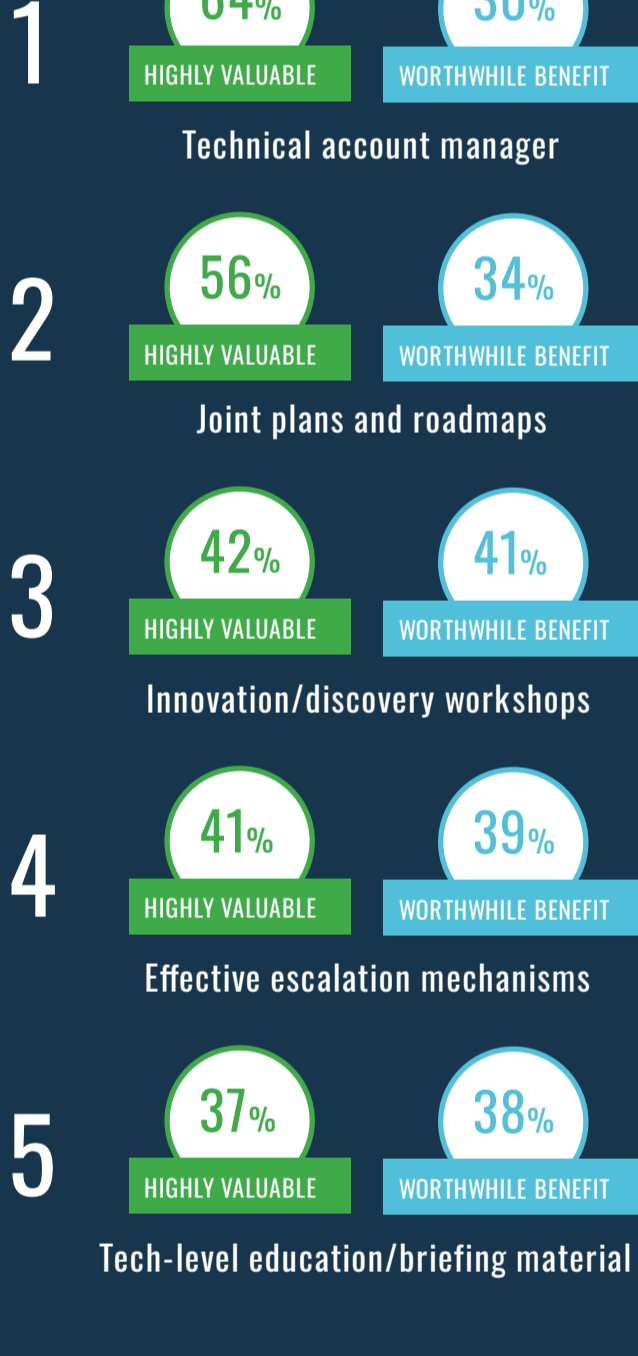 1
HIGHLY VALUABLE WORTHWHILE BENEFIT
Technical account manager
2
56% 34%
HIGHLY VALUABLE WORTHWHILE BENEFIT
Joint plans and roadmaps
3
42% 41%
HIGHLY VALUABLE WORTHWHILE BENEFIT
Innovation/discovery workshops
4
41% 39%
HIGHLY VALUABLE WORTHWHILE BENEFIT
Effective escalation mechanisms
5
37% 38%
HIGHLY VALUABLE WORTHWHILE BENEFIT
Tech-level education/briefing material